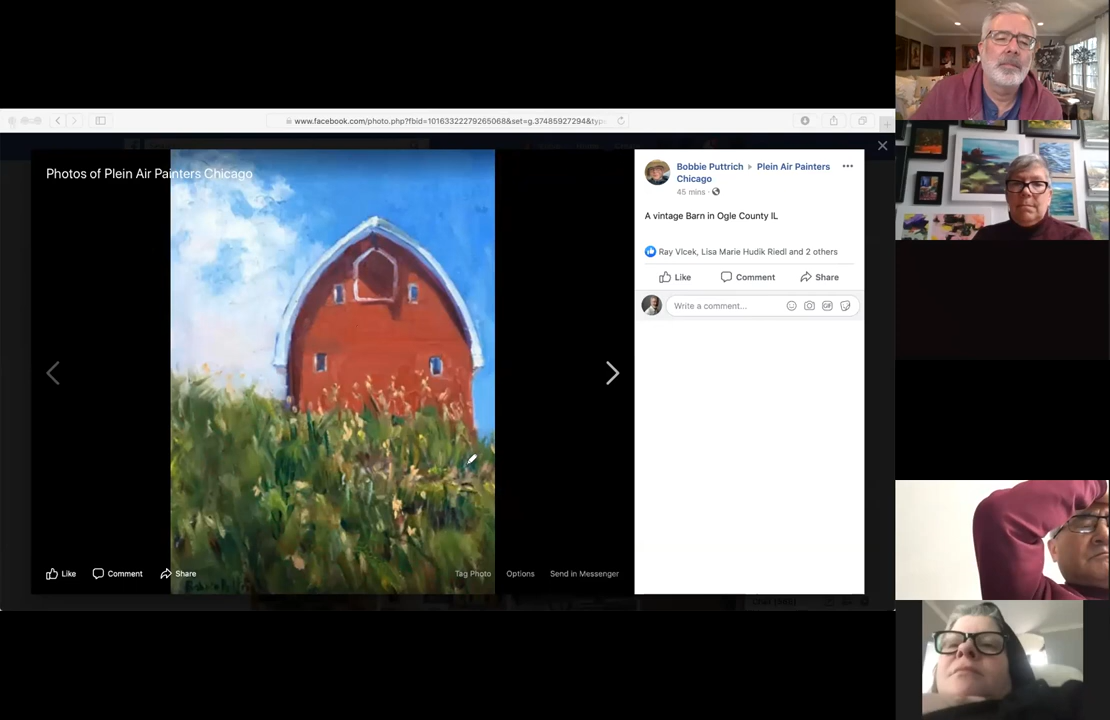 www.facebook.com/photo.php?fbid=10163322279265068&set=g.37485927294&type
Photos of Plein Air Painters Chicago
Bobbie Puttrich ▸ Plein Air Painters
Chicago
45 mins ·
A vintage Barn in Ogle County IL
Ray Vlcek, Lisa Marie Hudik Riedl and 2 others
Like Comment Share
Write a comment...
GIF
Like Comment Share
Tag Photo Options Send in Messenger